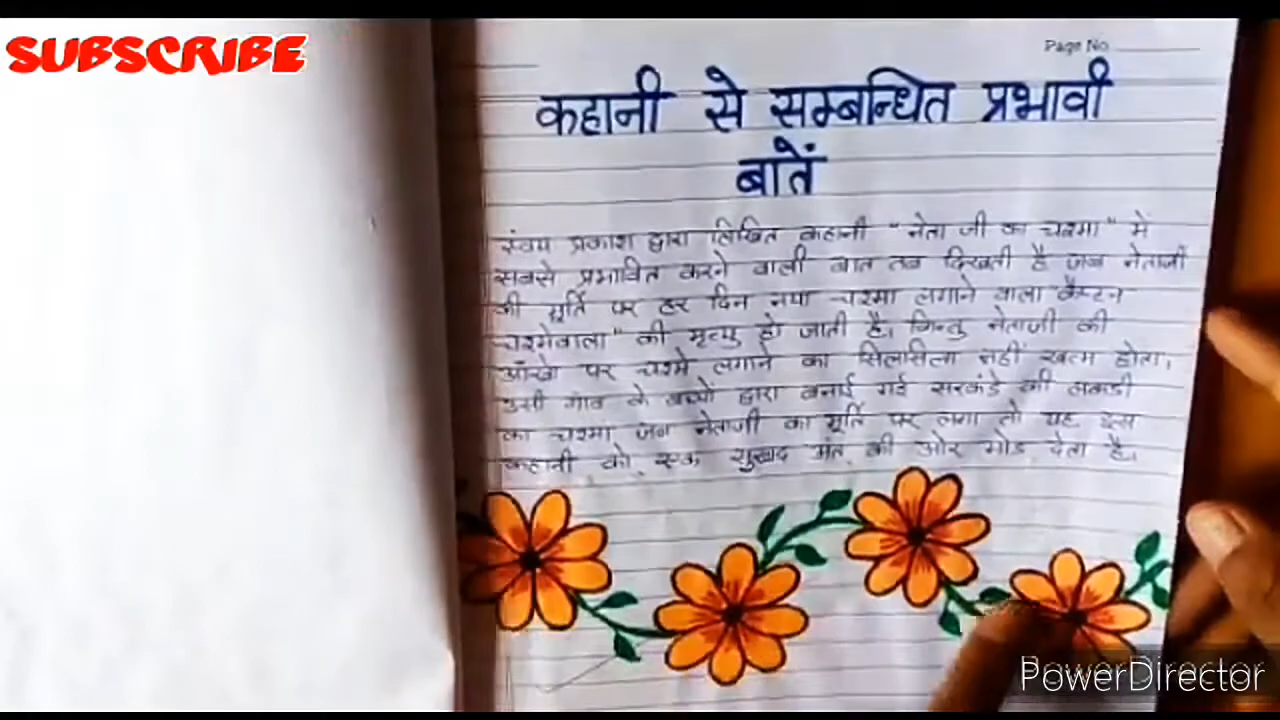 SUBSCRIBE
Page No.
कहानी से सम्बन्धित प्रभावी
बातें
स्वंय प्रकाश द्वारा लिखित कहानी "नेता जी का चश्मा" में
सबसे प्रभावित करने वाली बात तब दिखती है जब नेताजी
की मूर्ति पर हर दिन नया चश्मा लगाने वाला कैप्टन
चश्मेवाला" की मृत्यु हो जाती है। किन्तु नेताजी की
आँखो पर चश्मे लगाने का सिलसिला नहीं खत्म होता।
उसी गाँव के बच्चों द्वारा बनाई गई सरकंडे की लकडी
का चश्मा जब नेताजी का मूर्ति पर लगा तो यह इस
कहानी को एक सुखद अंत की ओर मोड देता है।
PowerDirector